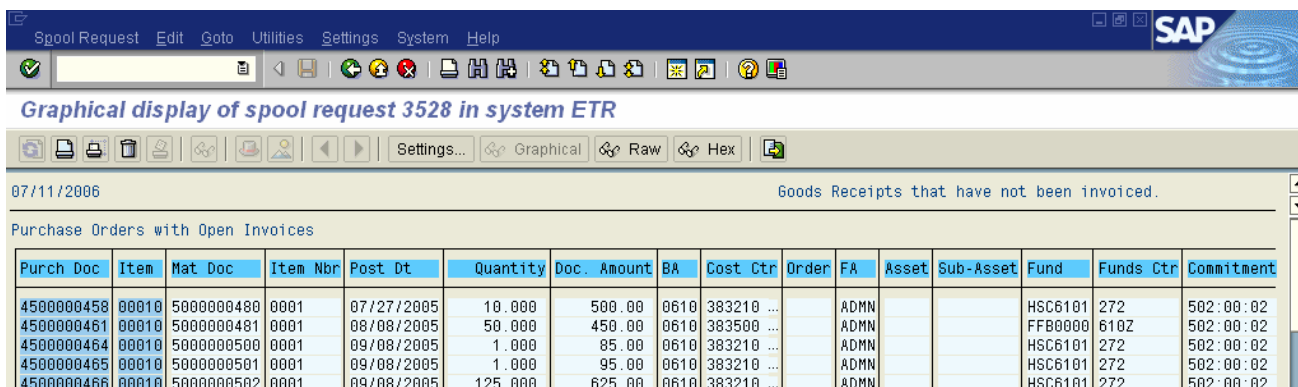 Spool Request Edit Goto Utilities Settings System Help
SAP
Graphical display of spool request 3528 in system ETR
Settings... Graphical Raw Hex
07/11/2006 Goods Receipts that have not been invoiced.
Purchase Orders with Open Invoices
Purch Doc Item Mat Doc Item Nbr Post Dt Quantity Doc. Amount BA Cost Ctr Order FA Asset Sub-Asset Fund Funds Ctr Commitment
4500000458 00010 5000000480 0001 07/27/2005 10.000 500.00 0610 383210 ... ADMN HSC6101 272 502:00:02
4500000461 00010 5000000481 0001 08/08/2005 50.000 450.00 0610 383500 ... ADMN FFB0000 610Z 502:00:02
4500000464 00010 5000000500 0001 09/08/2005 1.000 85.00 0610 383210 ... ADMN HSC6101 272 502:00:02
4500000465 00010 5000000501 0001 09/08/2005 1.000 95.00 0610 383210 ... ADMN HSC6101 272 502:00:02
4500000466 00010 5000000502 0001 09/08/2005 125.000 625.00 0610 383210 ... ADMN HSC6101 272 502:00:02